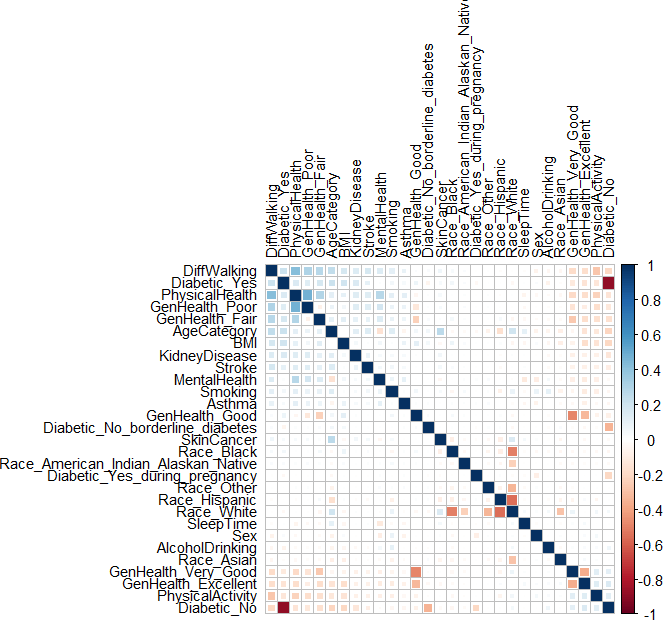 DiffWalking
Diabetic_Yes
PhysicalHealth
GenHealth_Poor
GenHealth_Fair
AgeCategory
BMI
KidneyDisease
Stroke
MentalHealth
Smoking
Asthma
GenHealth_Good
Diabetic_No_borderline_diabetes
SkinCancer
Race_Black
Race_American_Indian_Alaskan_Native
Diabetic_Yes_during_pregnancy
Race_Other
Race_Hispanic
Race_White
SleepTime
Sex
AlcoholDrinking
Race_Asian
GenHealth_Very_Good
GenHealth_Excellent
PhysicalActivity
Diabetic_No
DiffWalking
Diabetic_Yes
PhysicalHealth
GenHealth_Poor
GenHealth_Fair
AgeCategory
BMI
KidneyDisease
Stroke
MentalHealth
Smoking
Asthma
GenHealth_Good
Diabetic_No_borderline_diabetes
SkinCancer
Race_Black
Race_American_Indian_Alaskan_Native
Diabetic_Yes_during_pregnancy
Race_Other
Race_Hispanic
Race_White
SleepTime
Sex
AlcoholDrinking
Race_Asian
GenHealth_Very_Good
GenHealth_Excellent
PhysicalActivity
Diabetic_No
1
0.8
0.6
0.4
0.2
0
-0.2
-0.4
-0.6
-0.8
-1